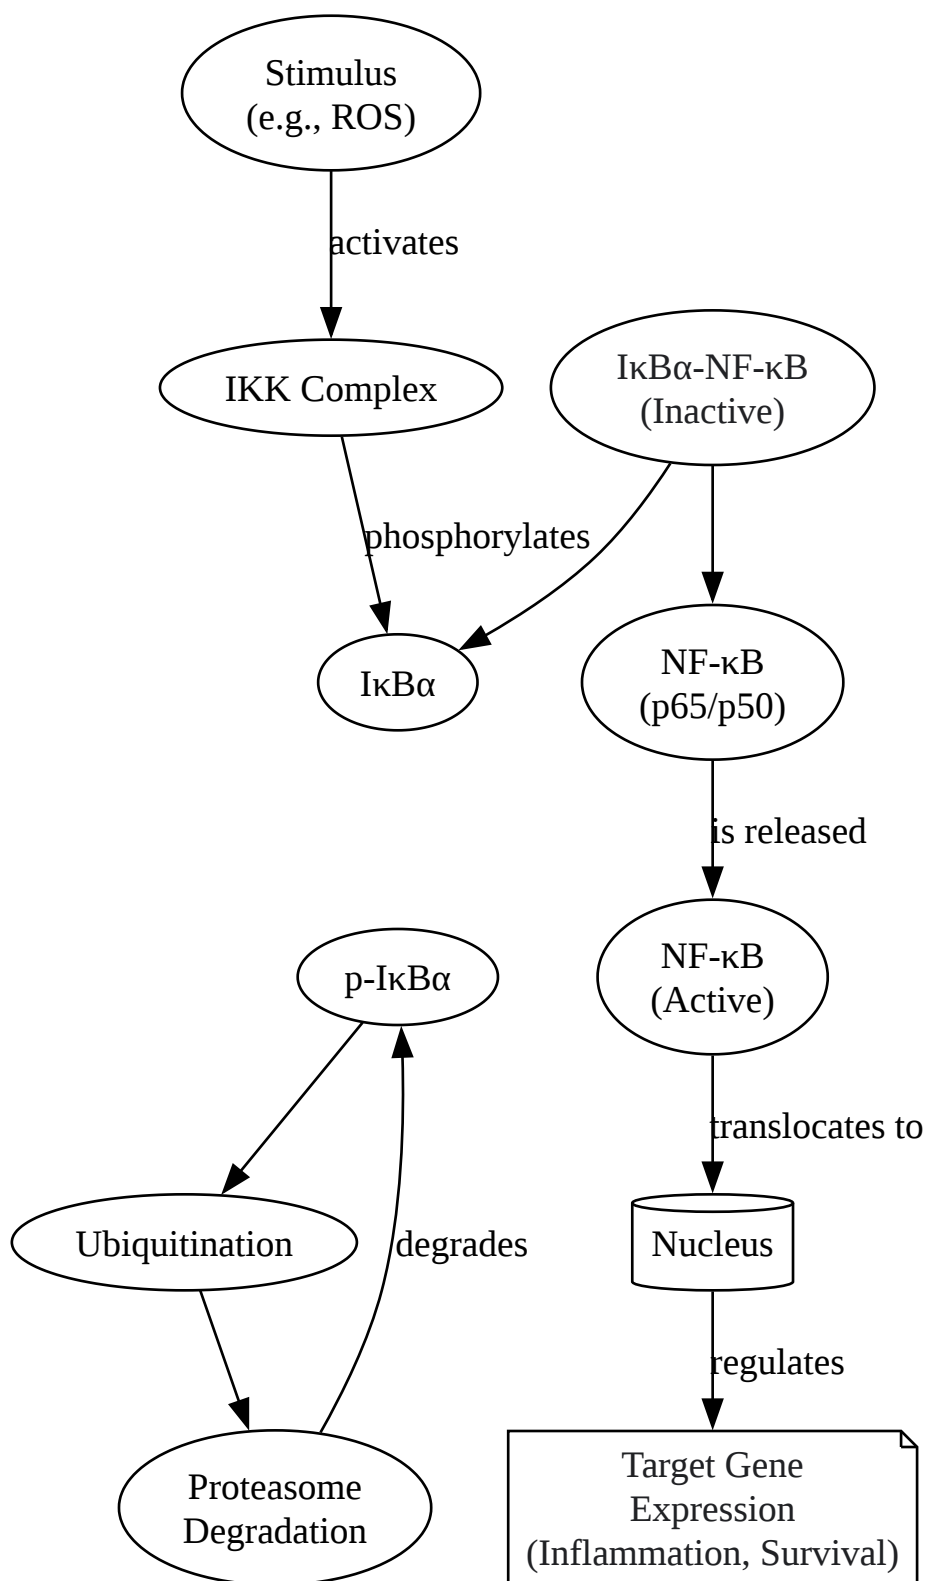 Stimulus
(e.g., ROS)
activates
IKK Complex
IκBα-NF-κB
(Inactive)
phosphorylates
IκBα
NF-κB
(p65/p50)
is released
p-IκBα
NF-κB
(Active)
translocates to
Ubiquitination
degrades
Nucleus
regulates
Proteasome
Degradation
Target Gene
Expression
(Inflammation, Survival)